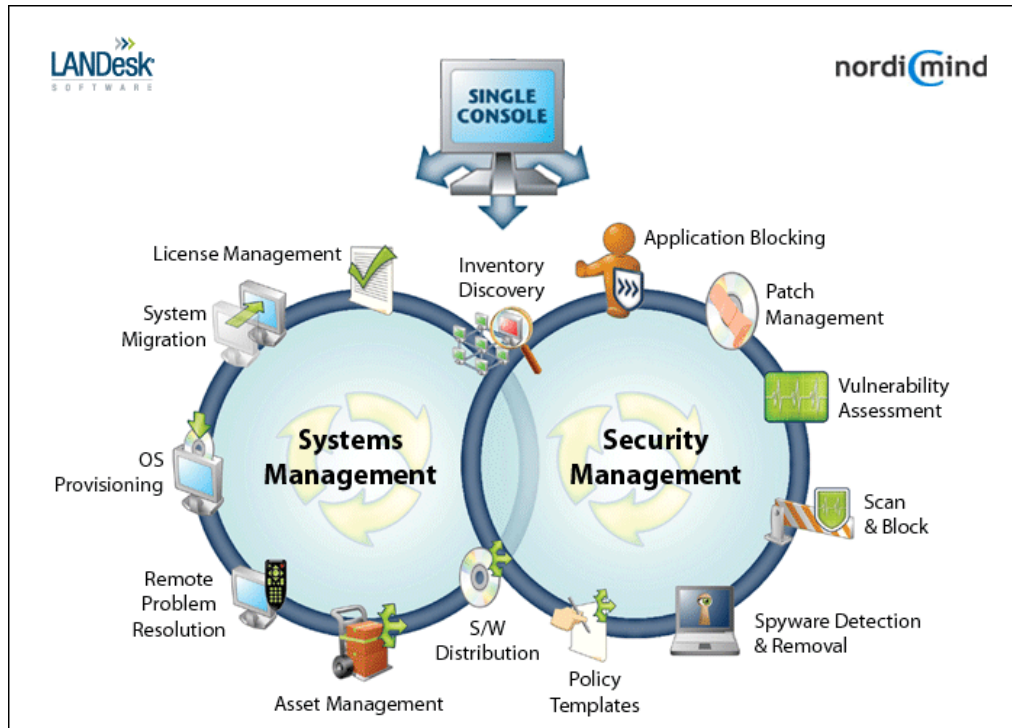 LANDesk®
SOFTWARE
nordicmind
SINGLE
CONSOLE
License Management
Inventory
Discovery
Application Blocking
System
Migration
Patch
Management
Vulnerability
Assessment
Systems
Management
Security
Management
OS
Provisioning
Scan
& Block
Remote
Problem
Resolution
S/W
Distribution
Spyware Detection
& Removal
Asset Management
Policy
Templates